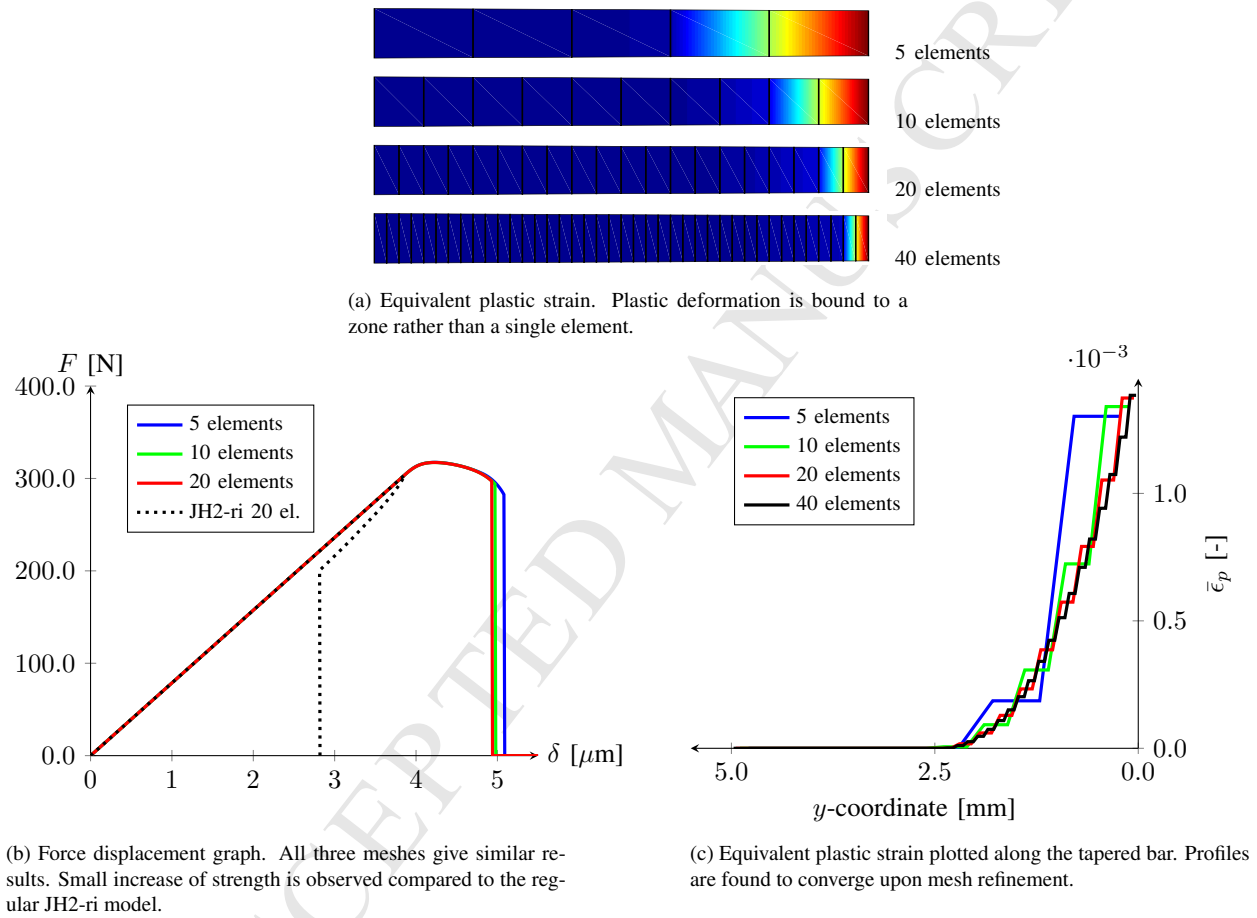 5 elements
10 elements
20 elements
40 elements
(a) Equivalent plastic strain. Plastic deformation is bound to a
zone rather than a single element.
F [N]
400.0
300.0
200.0
100.0
0.0
0
1
2
3
4
5
δ [μm]
5 elements
10 elements
20 elements
JH2-ri 20 el.
(b) Force displacement graph. All three meshes give similar re-
sults. Small increase of strength is observed compared to the reg-
ular JH2-ri model.
·10⁻³
5 elements
10 elements
20 elements
40 elements
1.0
0.5
0.0
ϵ̄ₚ [-]
5.0
2.5
0.0
y-coordinate [mm]
(c) Equivalent plastic strain plotted along the tapered bar. Profiles
are found to converge upon mesh refinement.
CEPTED MANUSCRI